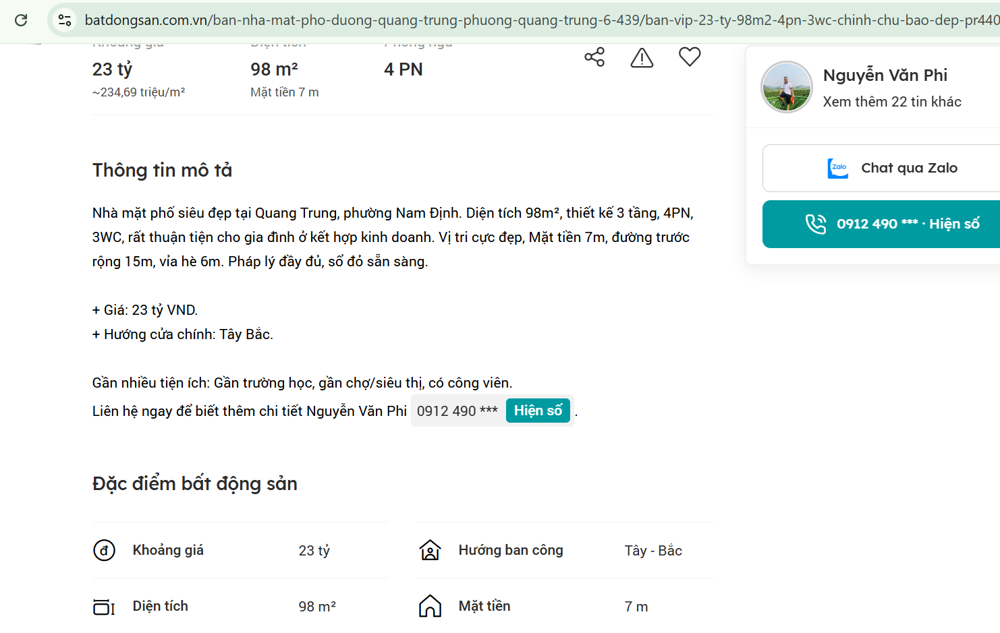 batdongsan.com.vn/ban-nha-mat-pho-duong-quang-trung-phuong-quang-trung-6-439/ban-vip-23-ty-98m2-4pn-3wc-chinh-chu-bao-dep-pr440
Khoảng giá Diện tích Phòng ngủ
23 tỷ 98 m² 4 PN
~234,69 triệu/m² Mặt tiền 7 m
Nguyễn Văn Phi
Xem thêm 22 tin khác
Zalo Chat qua Zalo
0912 490 *** · Hiện số
Thông tin mô tả
Nhà mặt phố siêu đẹp tại Quang Trung, phường Nam Định. Diện tích 98m², thiết kế 3 tầng, 4PN,
3WC, rất thuận tiện cho gia đình ở kết hợp kinh doanh. Vị tri cực đẹp, Mặt tiền 7m, đường trước
rộng 15m, vỉa hè 6m. Pháp lý đầy đủ, sổ đỏ sẵn sàng.
+ Giá: 23 tỷ VND.
+ Hướng cửa chính: Tây Bắc.
Gần nhiều tiện ích: Gần trường học, gần chợ/siêu thị, có công viên.
Liên hệ ngay để biết thêm chi tiết Nguyễn Văn Phi 0912 490 *** Hiện số .
Đặc điểm bất động sản
đ Khoảng giá 23 tỷ Hướng ban công Tây - Bắc
Diện tích 98 m² Mặt tiền 7 m